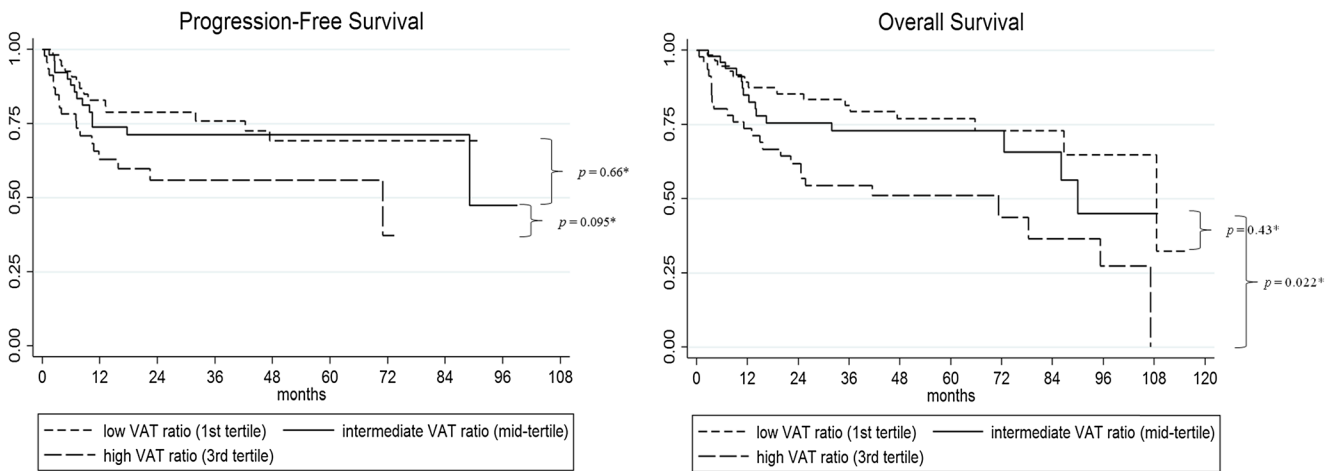 Progression-Free Survival
1.00
0.75
0.50
0.25
0.00
p = 0.66*
p = 0.095*
0 12 24 36 48 60 72 84 96 108
months
low VAT ratio (1st tertile) intermediate VAT ratio (mid-tertile)
high VAT ratio (3rd tertile)
Overall Survival
1.00
0.75
0.50
0.25
0.00
p = 0.43*
p = 0.022*
0 12 24 36 48 60 72 84 96 108 120
months
low VAT ratio (1st tertile) intermediate VAT ratio (mid-tertile)
high VAT ratio (3rd tertile)